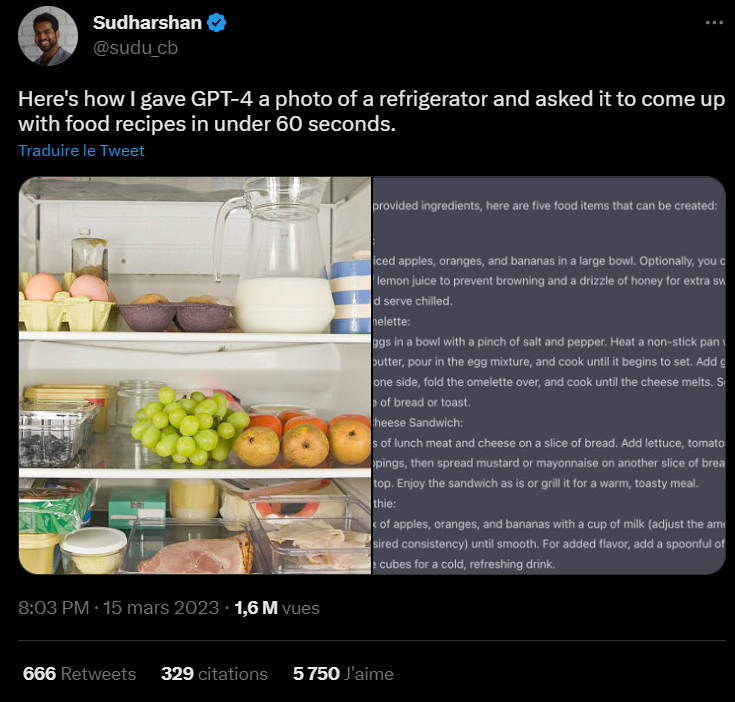 Sudharshan
@sudu_cb
Here's how I gave GPT-4 a photo of a refrigerator and asked it to come up
with food recipes in under 60 seconds.
Traduire le Tweet
provided ingredients, here are five food items that can be created:
:
iced apples, oranges, and bananas in a large bowl. Optionally, you c
lemon juice to prevent browning and a drizzle of honey for extra sw
d serve chilled.
nelette:
ggs in a bowl with a pinch of salt and pepper. Heat a non-stick pan
outter, pour in the egg mixture, and cook until it begins to set. Add g
one side, fold the omelette over, and cook until the cheese melts. S
e of bread or toast.
heese Sandwich:
s of lunch meat and cheese on a slice of bread. Add lettuce, tomato
ppings, then spread mustard or mayonnaise on another slice of brea
top. Enjoy the sandwich as is or grill it for a warm, toasty meal.
thie:
x of apples, oranges, and bananas with a cup of milk (adjust the amo
sired consistency) until smooth. For added flavor, add a spoonful of
e cubes for a cold, refreshing drink.
8:03 PM · 15 mars 2023 · 1,6 M vues
666 Retweets 329 citations 5 750 J'aime